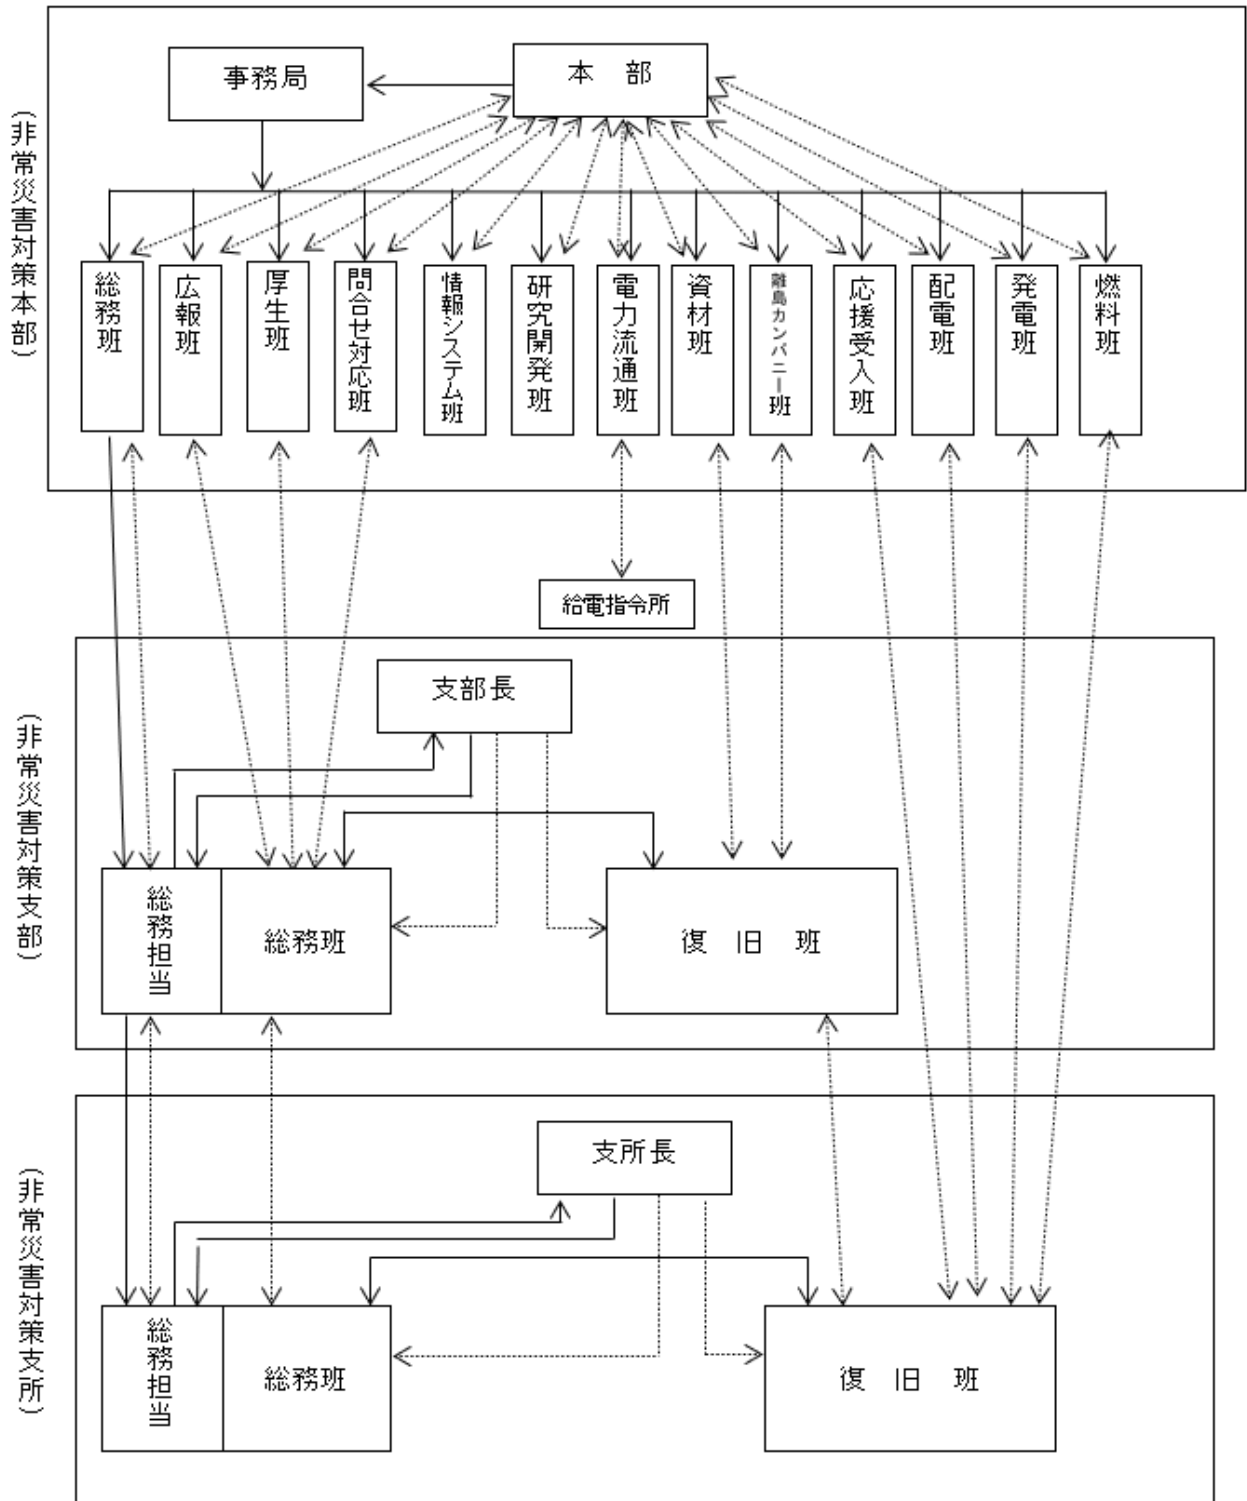 （非常災害対策本部）
事務局
本　部
総務班
広報班
厚生班
問合せ対応班
情報システム班
研究開発班
電力流通班
資材班
離島カンパニー班
応援受入班
配電班
発電班
燃料班
給電指令所
（非常災害対策支部）
支部長
総務担当
総務班
復　旧　班
（非常災害対策支所）
支所長
総務担当
総務班
復　旧　班